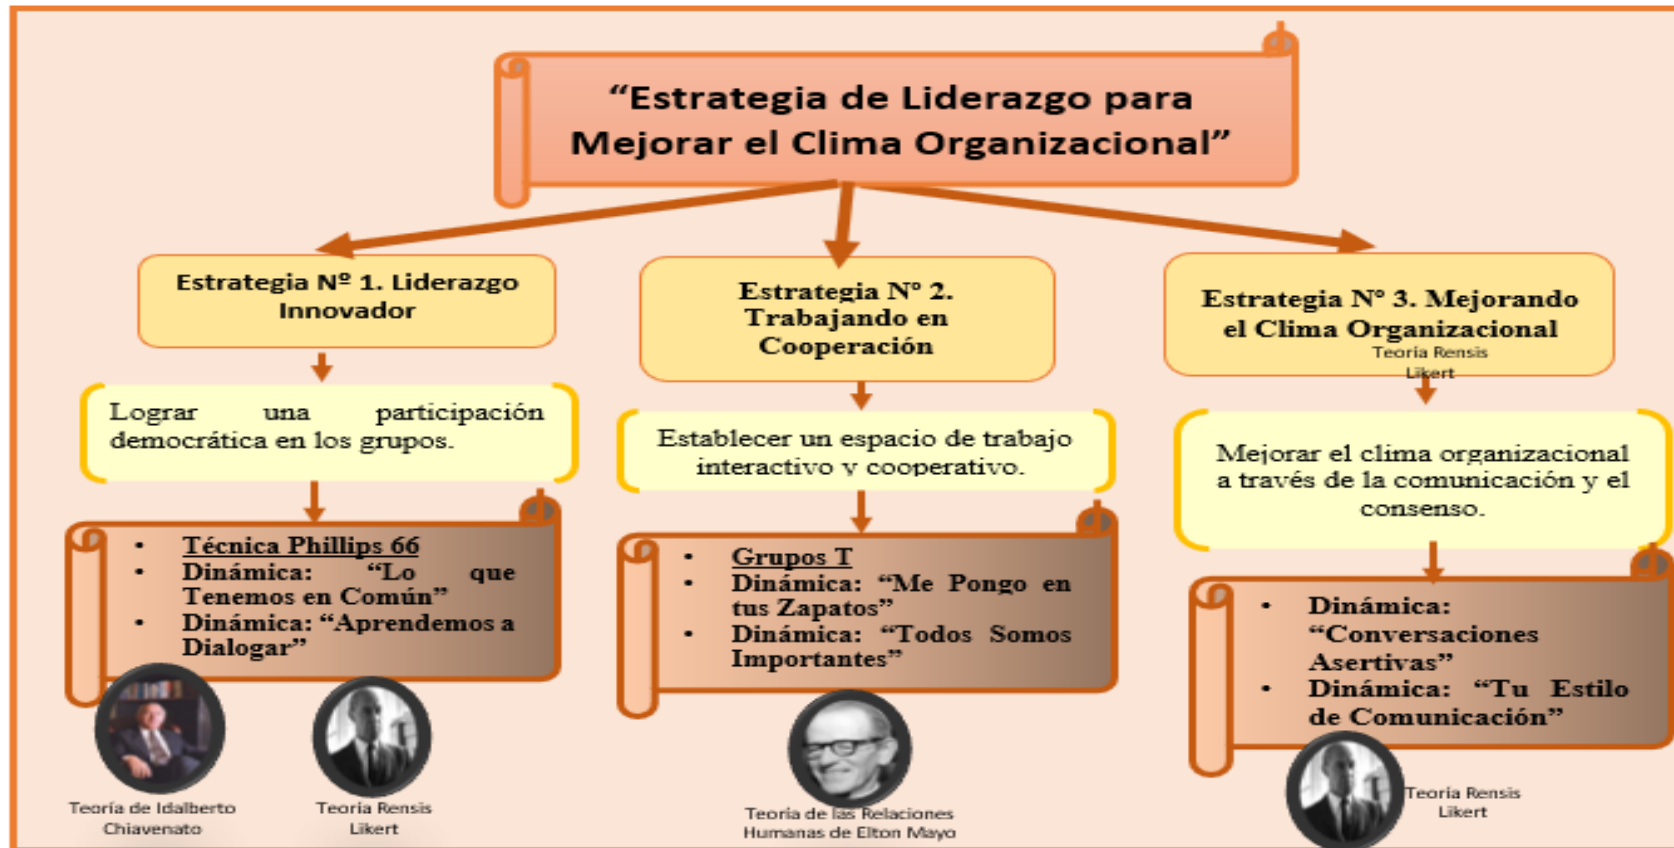 “Estrategia de Liderazgo para
Mejorar el Clima Organizacional”
Estrategia Nº 1. Liderazgo
Innovador
Lograr una participación
democrática en los grupos.
• Técnica Phillips 66
• Dinámica: “Lo que
Tenemos en Común”
• Dinámica: “Aprendemos a
Dialogar”
Teoría de Idalberto
Chiavenato
Teoría Rensis
Likert
Estrategia N° 2.
Trabajando en
Cooperación
Establecer un espacio de trabajo
interactivo y cooperativo.
• Grupos T
• Dinámica: “Me Pongo en
tus Zapatos”
• Dinámica: “Todos Somos
Importantes”
Teoría de las Relaciones
Humanas de Elton Mayo
Estrategia N° 3. Mejorando
el Clima Organizacional
Teoría Rensis
Likert
Mejorar el clima organizacional
a través de la comunicación y el
consenso.
• Dinámica:
“Conversaciones
Asertivas”
• Dinámica: “Tu Estilo
de Comunicación”
Teoría Rensis
Likert